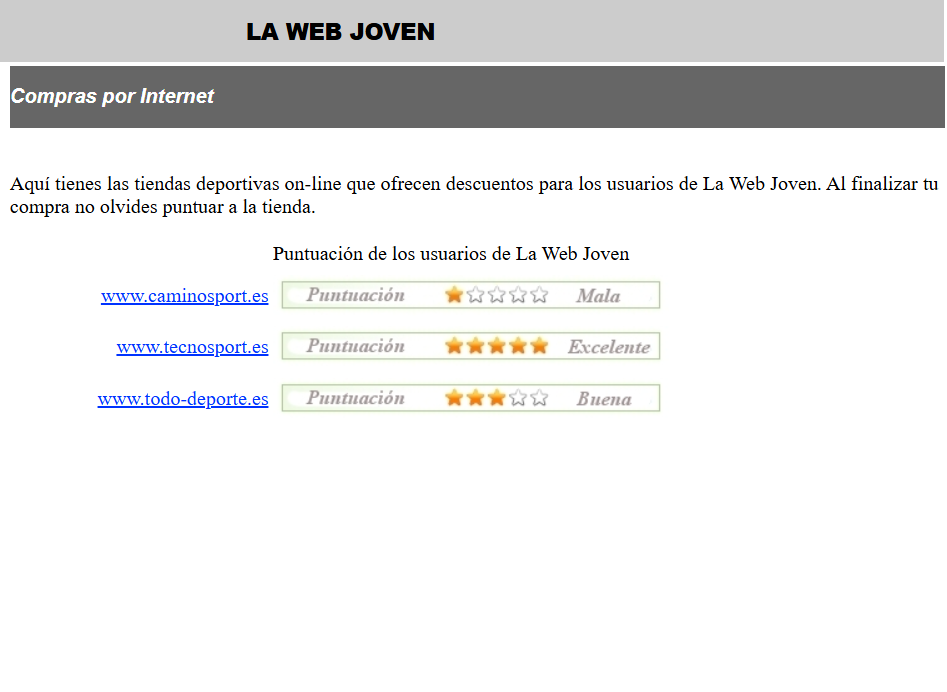 LA WEB JOVEN
Compras por Internet
Aquí tienes las tiendas deportivas on-line que ofrecen descuentos para los usuarios de La Web Joven. Al finalizar tu
compra no olvides puntuar a la tienda.
Puntuación de los usuarios de La Web Joven
www.caminosport.es Puntuación Mala
www.tecnosport.es Puntuación Excelente
www.todo-deporte.es Puntuación Buena